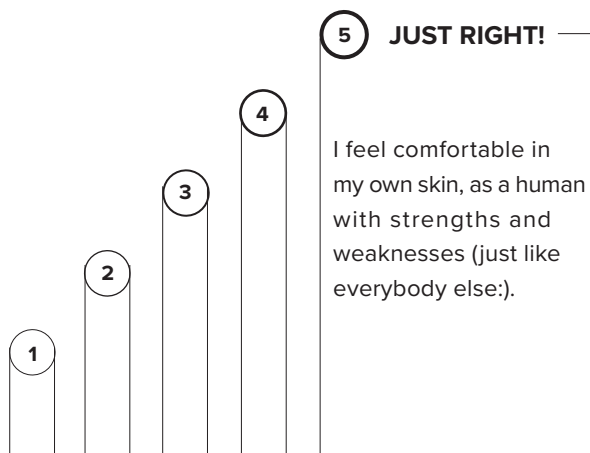 5 JUST RIGHT!
4
I feel comfortable in
my own skin, as a human
3
with strengths and
weaknesses (just like
2
everybody else:).
1